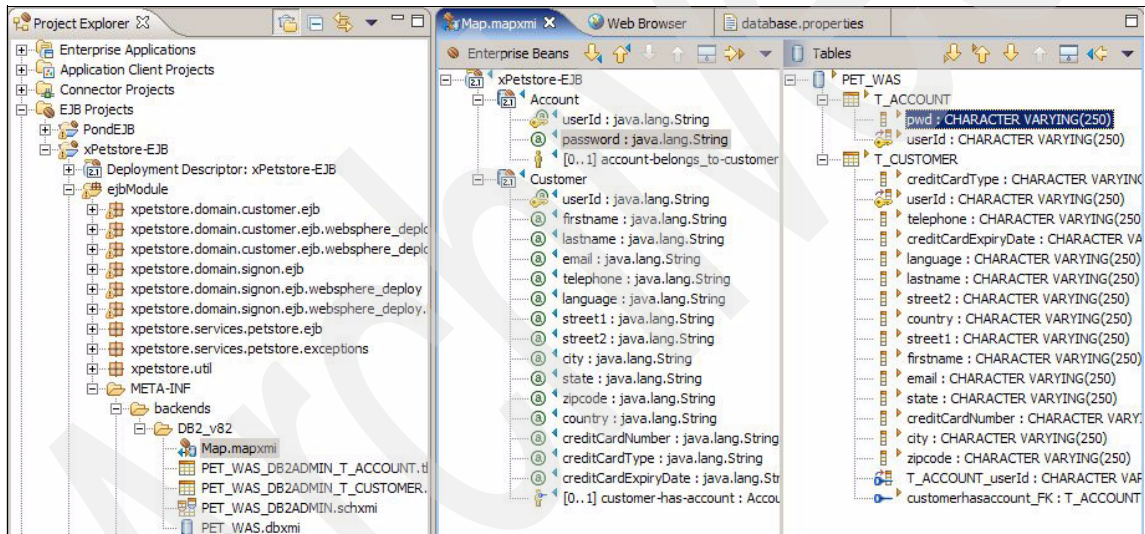 Project Explorer
Enterprise Applications
Application Client Projects
Connector Projects
EJB Projects
PondEJB
xPetstore-EJB
Deployment Descriptor: xPetstore-EJB
ejbModule
xpetstore.domain.customer.ejb
xpetstore.domain.customer.ejb.websphere_deplo
xpetstore.domain.customer.ejb.websphere_deplo
xpetstore.domain.signon.ejb
xpetstore.domain.signon.ejb.websphere_deploy
xpetstore.domain.signon.ejb.websphere_deploy.
xpetstore.services.petstore.ejb
xpetstore.services.petstore.exceptions
xpetstore.util
META-INF
backends
DB2_v82
Map.mapxmi
PET_WAS_DB2ADMIN_T_ACCOUNT.t
PET_WAS_DB2ADMIN_T_CUSTOMER.
PET_WAS_DB2ADMIN.schxmi
PET_WAS.dbxmi
Map.mapxmi
Web Browser
database.properties
Enterprise Beans
xPetstore-EJB
Account
userId : java.lang.String
password : java.lang.String
[0..1] account-belongs_to-customer
Customer
userId : java.lang.String
firstname : java.lang.String
lastname : java.lang.String
email : java.lang.String
telephone : java.lang.String
language : java.lang.String
street1 : java.lang.String
street2 : java.lang.String
city : java.lang.String
state : java.lang.String
zipcode : java.lang.String
country : java.lang.String
creditCardNumber : java.lang.String
creditCardType : java.lang.String
creditCardExpiryDate : java.lang.Str
[0..1] customer-has-account : Accou
Tables
PET_WAS
T_ACCOUNT
pwd : CHARACTER VARYING(250)
userId : CHARACTER VARYING(250)
T_CUSTOMER
creditCardType : CHARACTER VARYING
userId : CHARACTER VARYING(250)
telephone : CHARACTER VARYING(250
creditCardExpiryDate : CHARACTER VA
language : CHARACTER VARYING(250)
lastname : CHARACTER VARYING(250)
street2 : CHARACTER VARYING(250)
country : CHARACTER VARYING(250)
street1 : CHARACTER VARYING(250)
firstname : CHARACTER VARYING(250)
email : CHARACTER VARYING(250)
state : CHARACTER VARYING(250)
creditCardNumber : CHARACTER VARY
city : CHARACTER VARYING(250)
zipcode : CHARACTER VARYING(250)
T_ACCOUNT_userId : CHARACTER VAR
customerhasaccount_FK : T_ACCOUNT